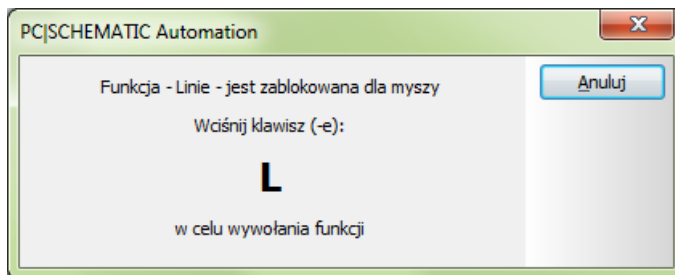 PC|SCHEMATIC Automation
Funkcja - Linie - jest zablokowana dla myszy
Anuluj
Wciśnij klawisz (-e):
L
w celu wywołania funkcji